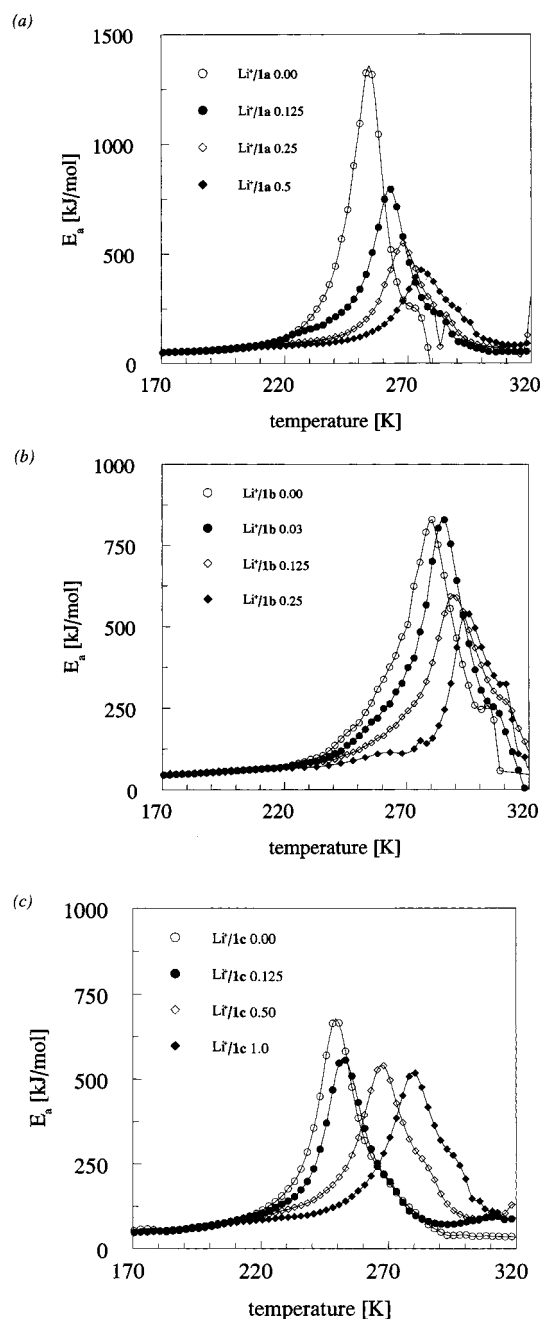 (a)
1500
1000
500
0
E_a [kJ/mol]
Li⁺/1a 0.00
Li⁺/1a 0.125
Li⁺/1a 0.25
Li⁺/1a 0.5
170 220 270 320
temperature [K]
(b)
1000
750
500
250
0
E_a [kJ/mol]
Li⁺/1b 0.00
Li⁺/1b 0.03
Li⁺/1b 0.125
Li⁺/1b 0.25
170 220 270 320
temperature [K]
(c)
1000
750
500
250
0
E_a [kJ/mol]
Li⁺/1c 0.00
Li⁺/1c 0.125
Li⁺/1c 0.50
Li⁺/1c 1.0
170 220 270 320
temperature [K]